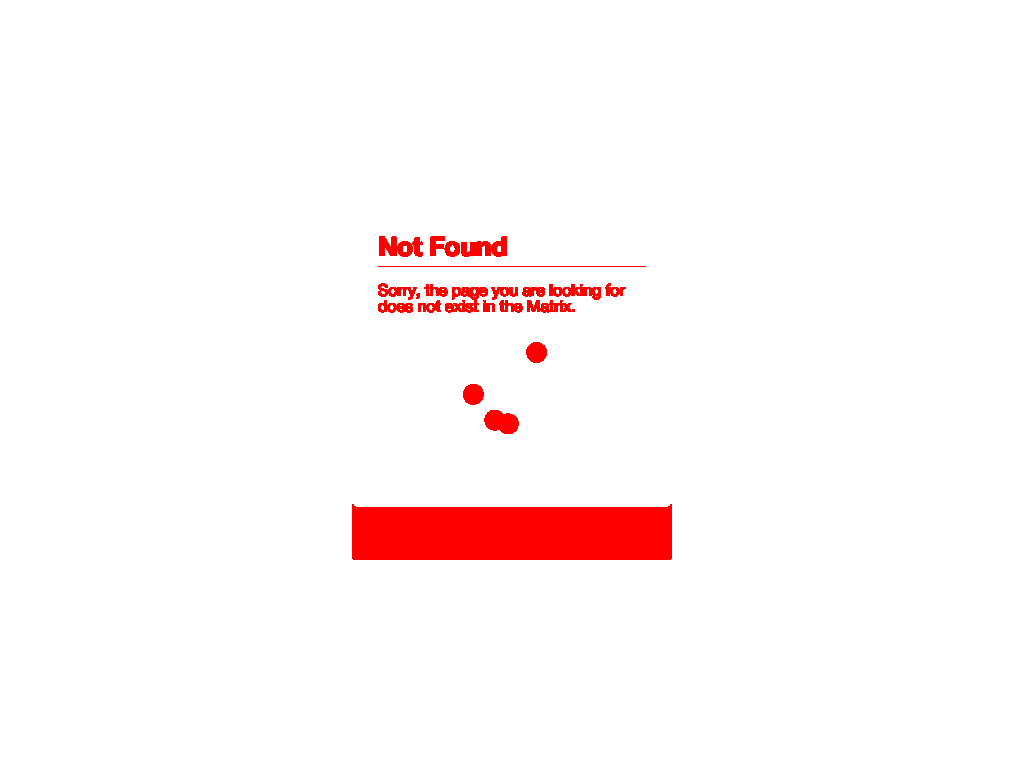 Not Found
Sorry, the page you are looking for
does not exist in the Matrix.